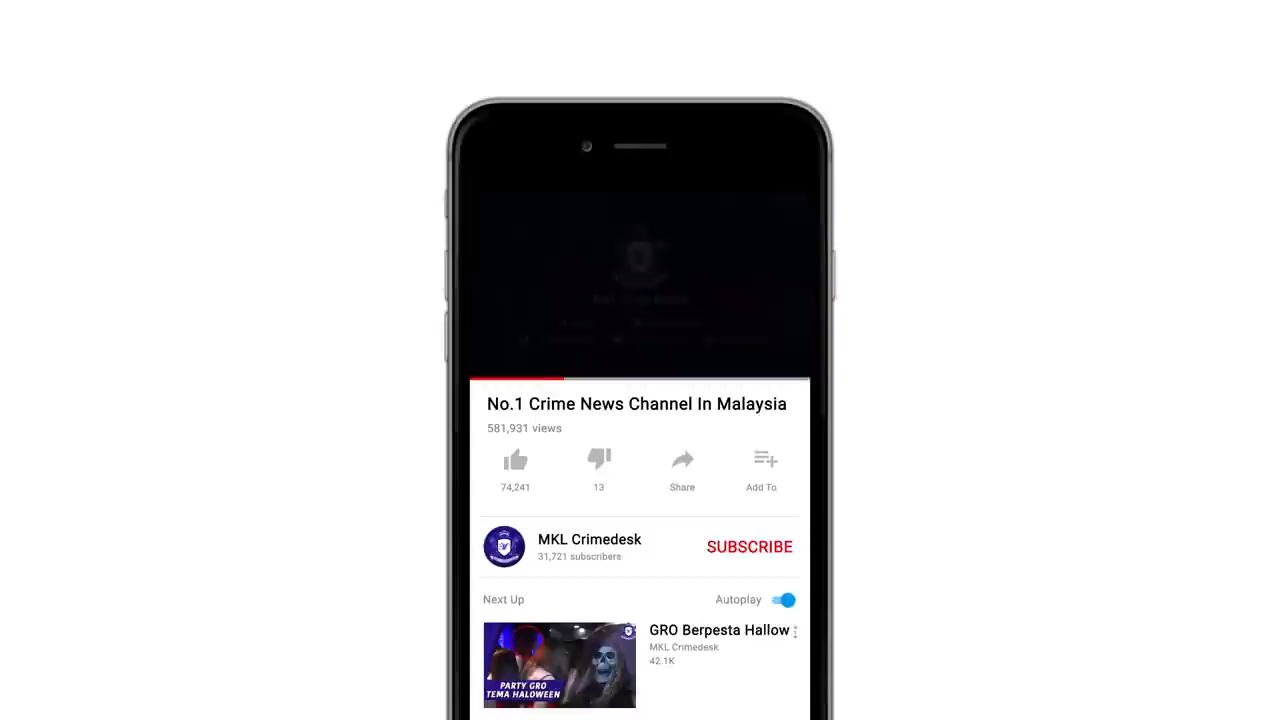 No.1 Crime News Channel In Malaysia
581,931 views
74,241
13
Share
Add To
MKL Crimedesk
31,721 subscribers
SUBSCRIBE
Next Up
Autoplay
GRO Berpesta Hallow
MKL Crimedesk
42.1K
PARTY GRO
TEMA HALOWEEN